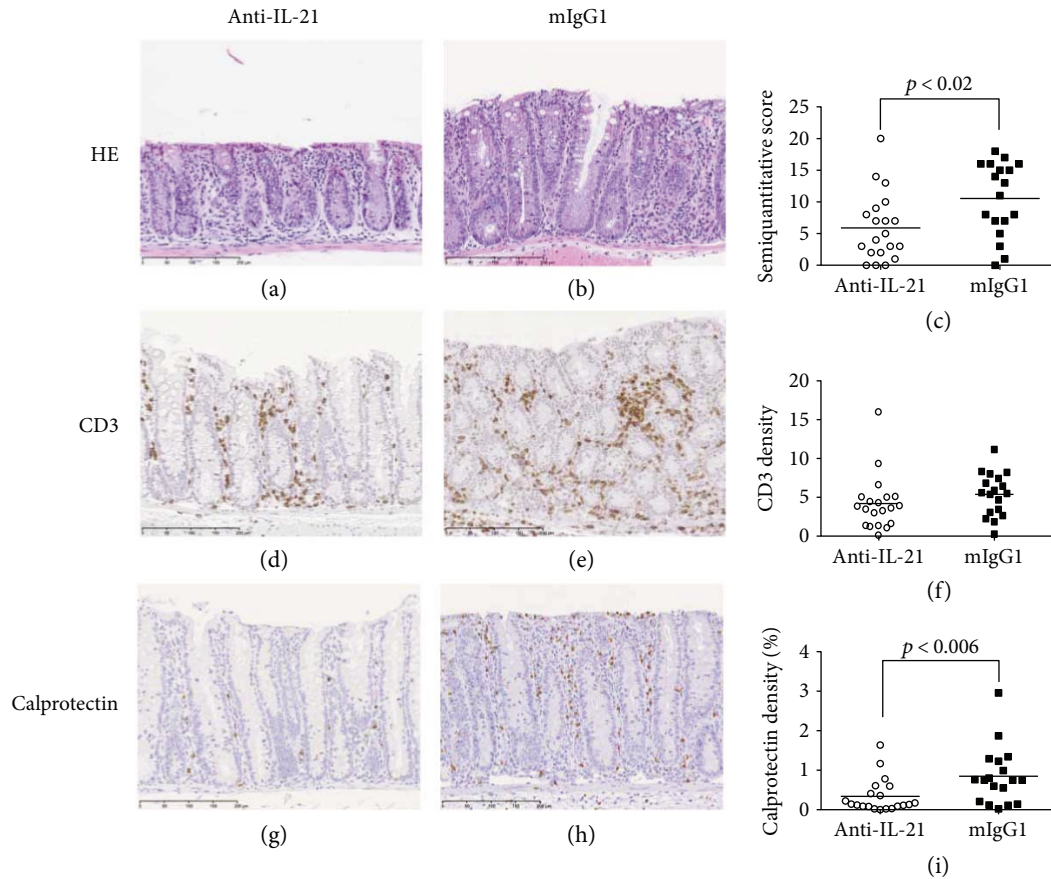 Anti-IL-21
mIgG1
HE
(a)
(b)
p < 0.02
Semiquantitative score
25
20
15
10
5
0
Anti-IL-21
mIgG1
(c)
CD3
(d)
(e)
CD3 density
20
15
10
5
0
Anti-IL-21
mIgG1
(f)
Calprotectin
(g)
(h)
p < 0.006
Calprotectin density (%)
4
3
2
1
0
Anti-IL-21
mIgG1
(i)